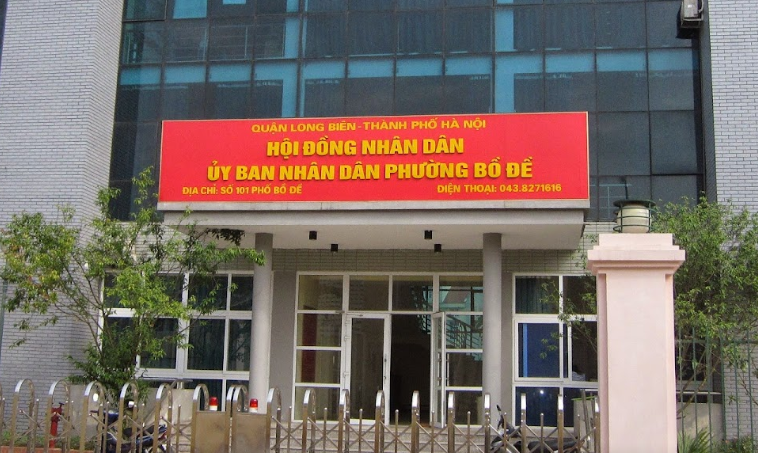 QUẬN LONG BIÊN - THÀNH PHỐ HÀ NỘI
HỘI ĐỒNG NHÂN DÂN
ỦY BAN NHÂN DÂN PHƯỜNG BỒ ĐỀ
ĐỊA CHỈ: SỐ 101 PHỐ BỒ ĐỀ ĐIỆN THOẠI: 043.8271616